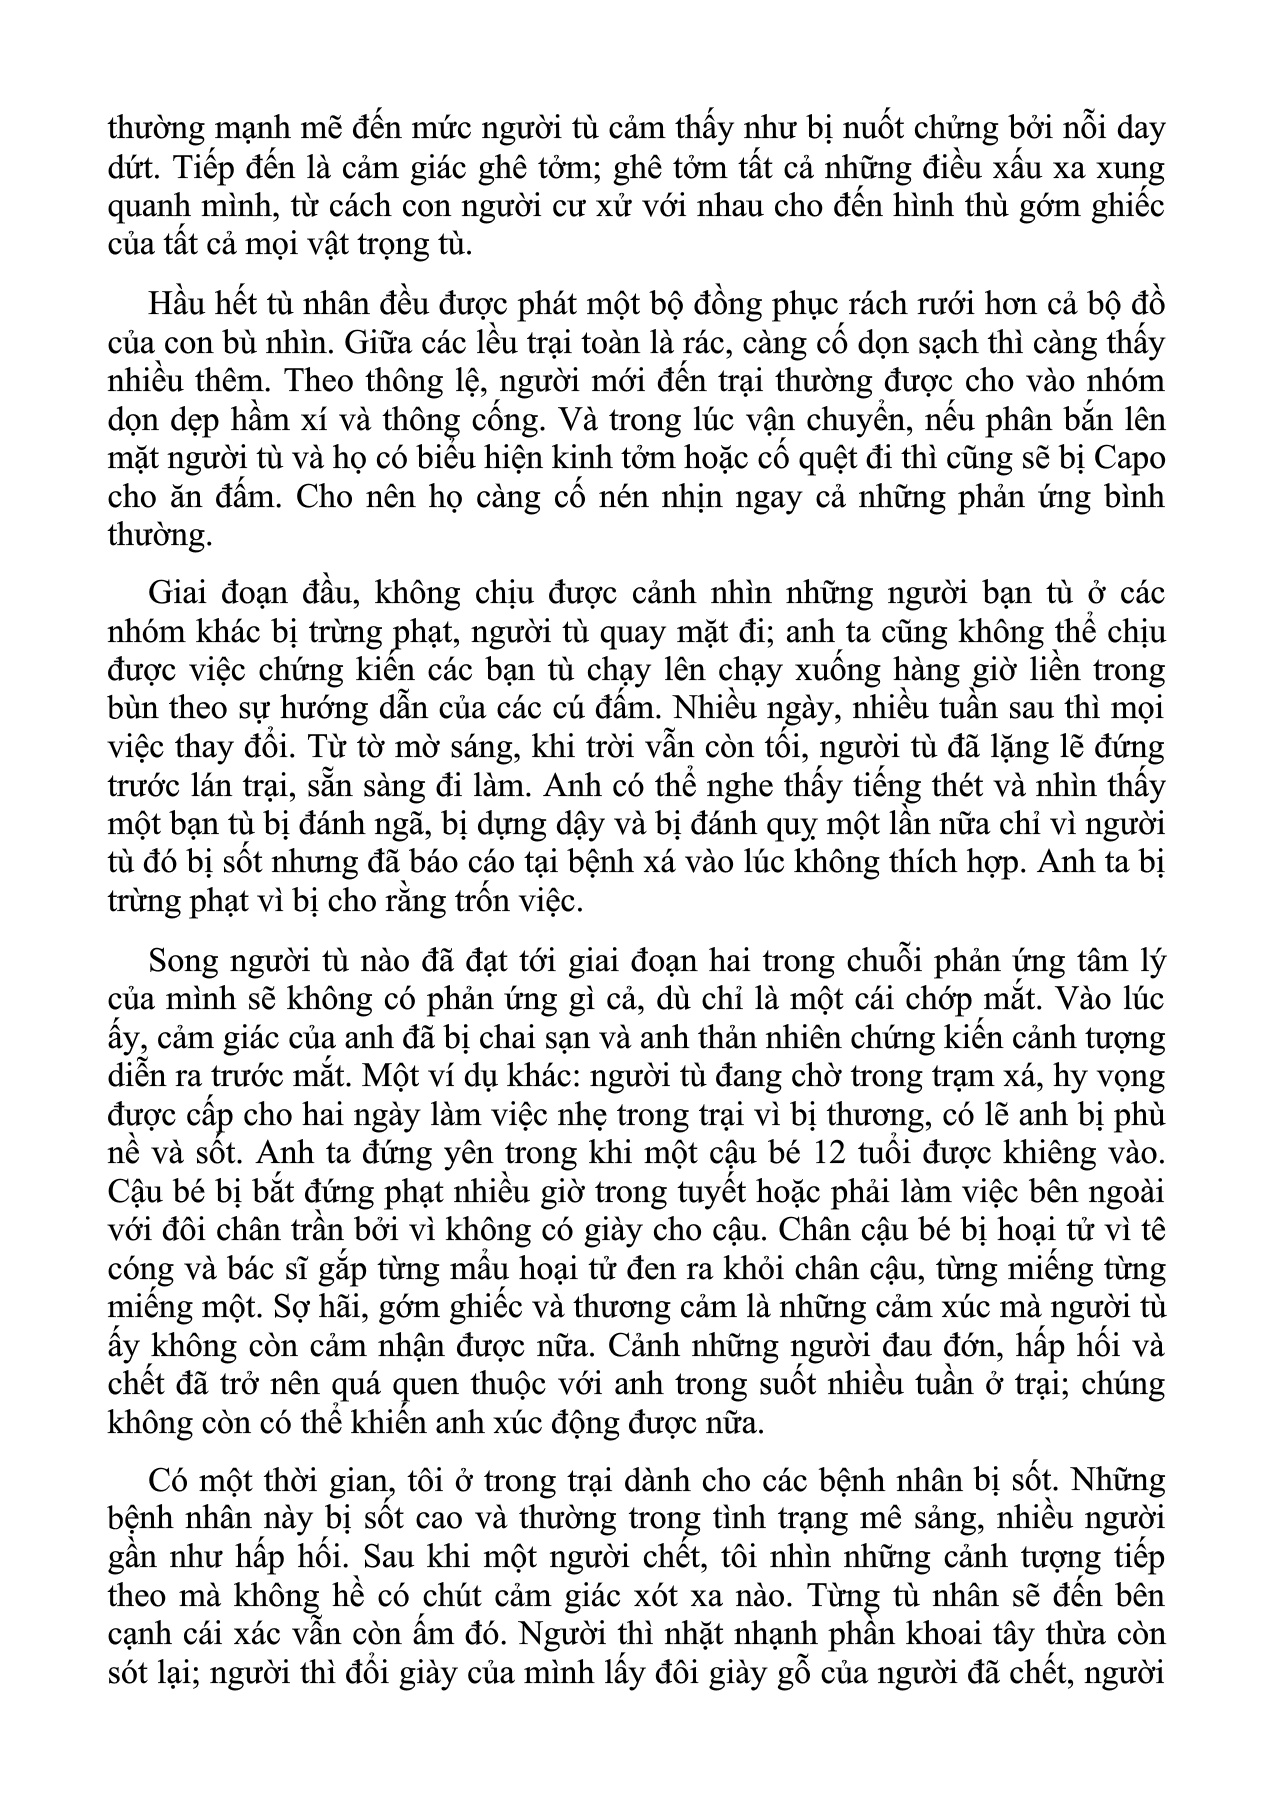 thường mạnh mẽ đến mức người tù cảm thấy như bị nuốt chửng bởi nỗi day
dứt. Tiếp đến là cảm giác ghê tởm; ghê tởm tất cả những điều xấu xa xung
quanh mình, từ cách con người cư xử với nhau cho đến hình thù gớm ghiếc
của tất cả mọi vật trọng tù.
Hầu hết tù nhân đều được phát một bộ đồng phục rách rưới hơn cả bộ đồ
của con bù nhìn. Giữa các lều trại toàn là rác, càng cố dọn sạch thì càng thấy
nhiều thêm. Theo thông lệ, người mới đến trại thường được cho vào nhóm
dọn dẹp hầm xí và thông cống. Và trong lúc vận chuyển, nếu phân bắn lên
mặt người tù và họ có biểu hiện kinh tởm hoặc cố quệt đi thì cũng sẽ bị Capo
cho ăn đấm. Cho nên họ càng cố nén nhịn ngay cả những phản ứng bình
thường.
Giai đoạn đầu, không chịu được cảnh nhìn những người bạn tù ở các
nhóm khác bị trừng phạt, người tù quay mặt đi; anh ta cũng không thể chịu
được việc chứng kiến các bạn tù chạy lên chạy xuống hàng giờ liền trong
bùn theo sự hướng dẫn của các cú đấm. Nhiều ngày, nhiều tuần sau thì mọi
việc thay đổi. Từ tờ mờ sáng, khi trời vẫn còn tối, người tù đã lặng lẽ đứng
trước lán trại, sẵn sàng đi làm. Anh có thể nghe thấy tiếng thét và nhìn thấy
một bạn tù bị đánh ngã, bị dựng dậy và bị đánh quỵ một lần nữa chỉ vì người
tù đó bị sốt nhưng đã báo cáo tại bệnh xá vào lúc không thích hợp. Anh ta bị
trừng phạt vì bị cho rằng trốn việc.
Song người tù nào đã đạt tới giai đoạn hai trong chuỗi phản ứng tâm lý
của mình sẽ không có phản ứng gì cả, dù chỉ là một cái chớp mắt. Vào lúc
ấy, cảm giác của anh đã bị chai sạn và anh thản nhiên chứng kiến cảnh tượng
diễn ra trước mắt. Một ví dụ khác: người tù đang chờ trong trạm xá, hy vọng
được cấp cho hai ngày làm việc nhẹ trong trại vì bị thương, có lẽ anh bị phù
nề và sốt. Anh ta đứng yên trong khi một cậu bé 12 tuổi được khiêng vào.
Cậu bé bị bắt đứng phạt nhiều giờ trong tuyết hoặc phải làm việc bên ngoài
với đôi chân trần bởi vì không có giày cho cậu. Chân cậu bé bị hoại tử vì tê
cóng và bác sĩ gắp từng mẩu hoại tử đen ra khỏi chân cậu, từng miếng từng
miếng một. Sợ hãi, gớm ghiếc và thương cảm là những cảm xúc mà người tù
ấy không còn cảm nhận được nữa. Cảnh những người đau đớn, hấp hối và
chết đã trở nên quá quen thuộc với anh trong suốt nhiều tuần ở trại; chúng
không còn có thể khiến anh xúc động được nữa.
Có một thời gian, tôi ở trong trại dành cho các bệnh nhân bị sốt. Những
bệnh nhân này bị sốt cao và thường trong tình trạng mê sảng, nhiều người
gần như hấp hối. Sau khi một người chết, tôi nhìn những cảnh tượng tiếp
theo mà không hề có chút cảm giác xót xa nào. Từng tù nhân sẽ đến bên
cạnh cái xác vẫn còn ấm đó. Người thì nhặt nhạnh phần khoai tây thừa còn
sót lại; người thì đổi giày của mình lấy đôi giày gỗ của người đã chết, người